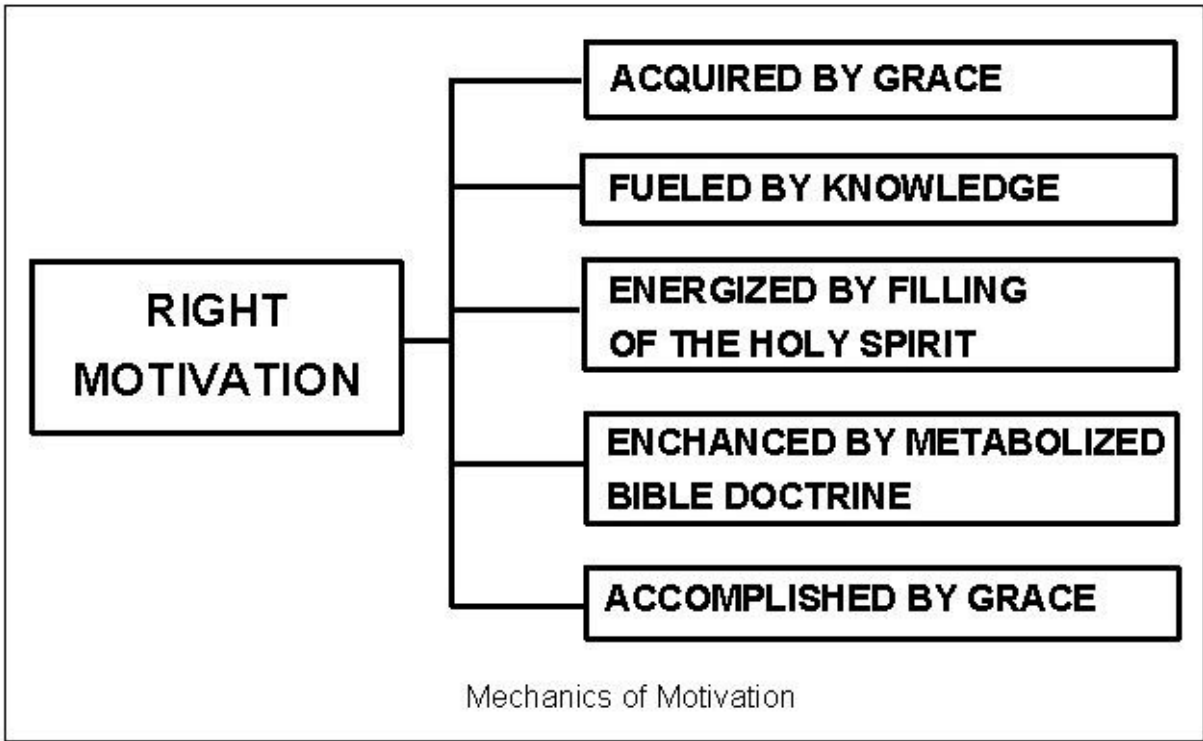 RIGHT
MOTIVATION
ACQUIRED BY GRACE
FUELED BY KNOWLEDGE
ENERGIZED BY FILLING
OF THE HOLY SPIRIT
ENCHANCED BY METABOLIZED
BIBLE DOCTRINE
ACCOMPLISHED BY GRACE
Mechanics of Motivation